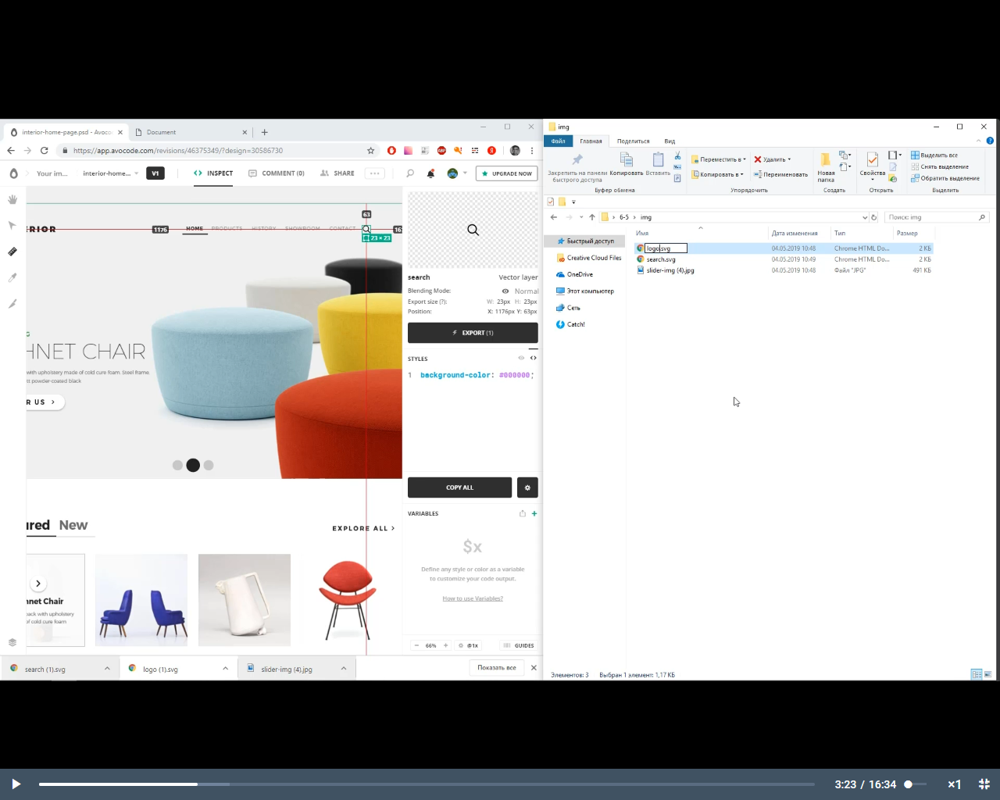 interior-home-page.psd - Avoco
Document
https://app.avocode.com/revisions/46375349/?design=30586730
Your im...
interior-home...
V1
INSPECT
COMMENT (0)
SHARE
UPGRADE NOW
63
RIOR
1176
HOME
PRODUCTS
HISTORY
SHOWROOM
CONTACT
23 × 23
HNET CHAIR
with upholstery made of cold cure foam. Steel frame.
nt powder-coased black
R US
ured
New
EXPLORE ALL
nnet Chair
back with upholstery
of cold cure foam
search
Vector layer
Blending Mode:
Normal
Export size (?):
W: 23px H: 23px
Position:
X: 1176px Y: 63px
EXPORT (1)
STYLES
1 background-color: #000000;
COPY ALL
VARIABLES
$x
Define any style or color as a variable
to customize your code output.
How to use Variables?
66%
@1x
GUIDES
search (1).svg
logo (1).svg
slider-img (4).jpg
Показать все
img
Файл
Главная
Поделиться
Вид
Закрепить на панели
быстрого доступа
Копировать
Вставить
Буфер обмена
Переместить в
Копировать в
Удалить
Переименовать
Упорядочить
Новая
папка
Создать
Свойства
Открыть
Выделить все
Снять выделение
Обратить выделение
Выделить
6-5
img
Поиск: img
Имя
Дата изменения
Тип
Размер
Быстрый доступ
Creative Cloud Files
OneDrive
Этот компьютер
Сеть
Catch!
logo.svg
04.05.2019 10:48
Chrome HTML Do...
2 КБ
search.svg
04.05.2019 10:49
Chrome HTML Do...
2 КБ
slider-img (4).jpg
04.05.2019 10:48
Файл "JPG"
491 КБ
Элементов: 3
Выбран 1 элемент: 1,17 КБ
3:23 / 16:34
×1